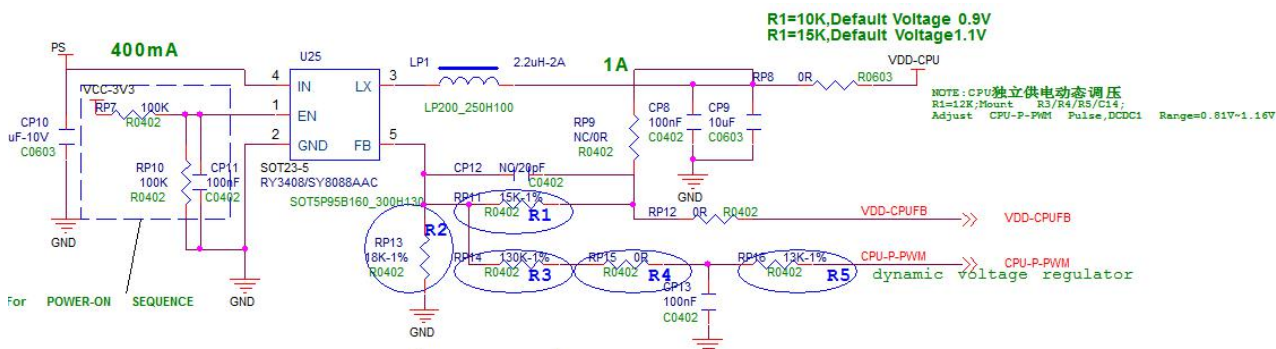 R1=10K,Default Voltage 0.9V
R1=15K,Default Voltage1.1V
PS
400mA
U25
LP1
2.2uH-2A
1A
RP8
0R
R0603
VDD-CPU
4
IN
LX
3
VCC-3V3
RP7
100K
R0402
1
EN
2
GND
FB
5
LP200_250H100
CP10
uF-10V
C0603
RP10
100K
R0402
CP11
100nF
C0402
SOT23-5
RY3408/SY8088AAC
SOT5P95B160_300H130
RP9
NC/0R
R0402
CP8
100nF
C0402
CP9
10uF
C0603
NOTE:CPU独立供电动态调压
R1=12K;Mount R3/R4/R5/C14;
Adjust CPU-P-PWM Pulse,DCDC1 Range=0.81V~1.16V
CP12
NC/20pF
C0402
GND
RP11
15K-1%
R0402
R1
RP12
0R
R0402
VDD-CPUFB
VDD-CPUFB
GND
R2
RP13
18K-1%
R0402
RP14
130K-1%
R0402
R3
RP15
0R
R0402
R4
RP16
13K-1%
R0402
R5
CPU-P-PWM
CPU-P-PWM
dynamic voltage regulator
CP13
100nF
C0402
For POWER-ON SEQUENCE
GND
GND